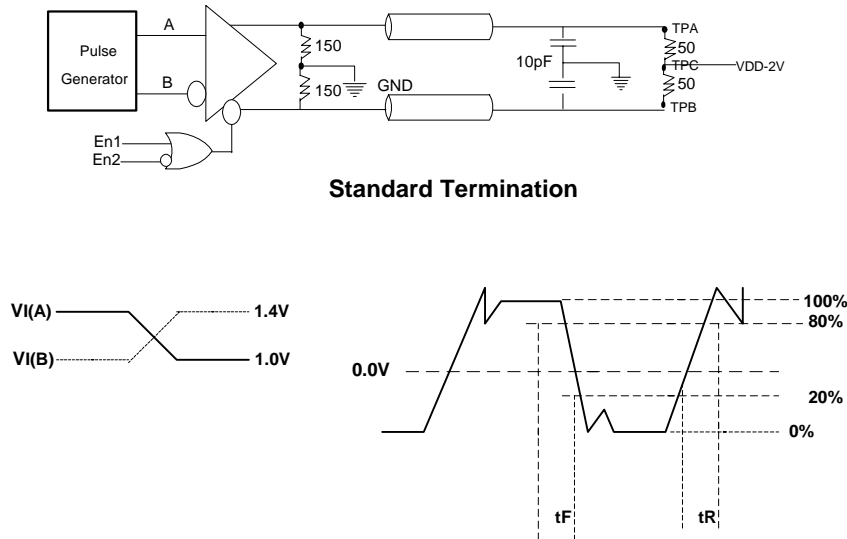 A
Pulse
Generator
B
150
150
GND
10pF
TPA
50
TPC
VDD-2V
50
TPB
En1
En2
Standard Termination
VI(A)
1.4V
VI(B)
1.0V
100%
80%
0.0V
20%
0%
tF
tR